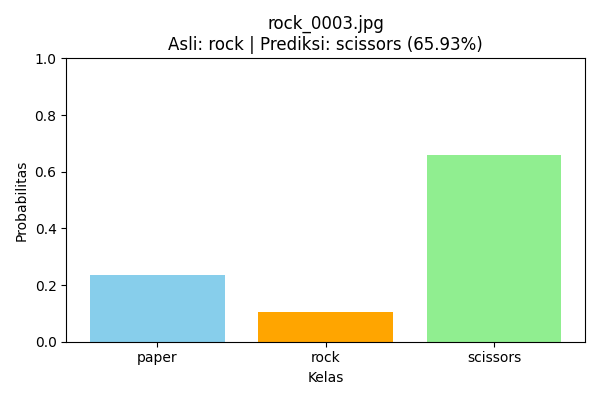 rock_0003.jpg
Asli: rock | Prediksi: scissors (65.93%)
Probabilitas
1.0
0.8
0.6
0.4
0.2
0.0
paper
rock
scissors
Kelas